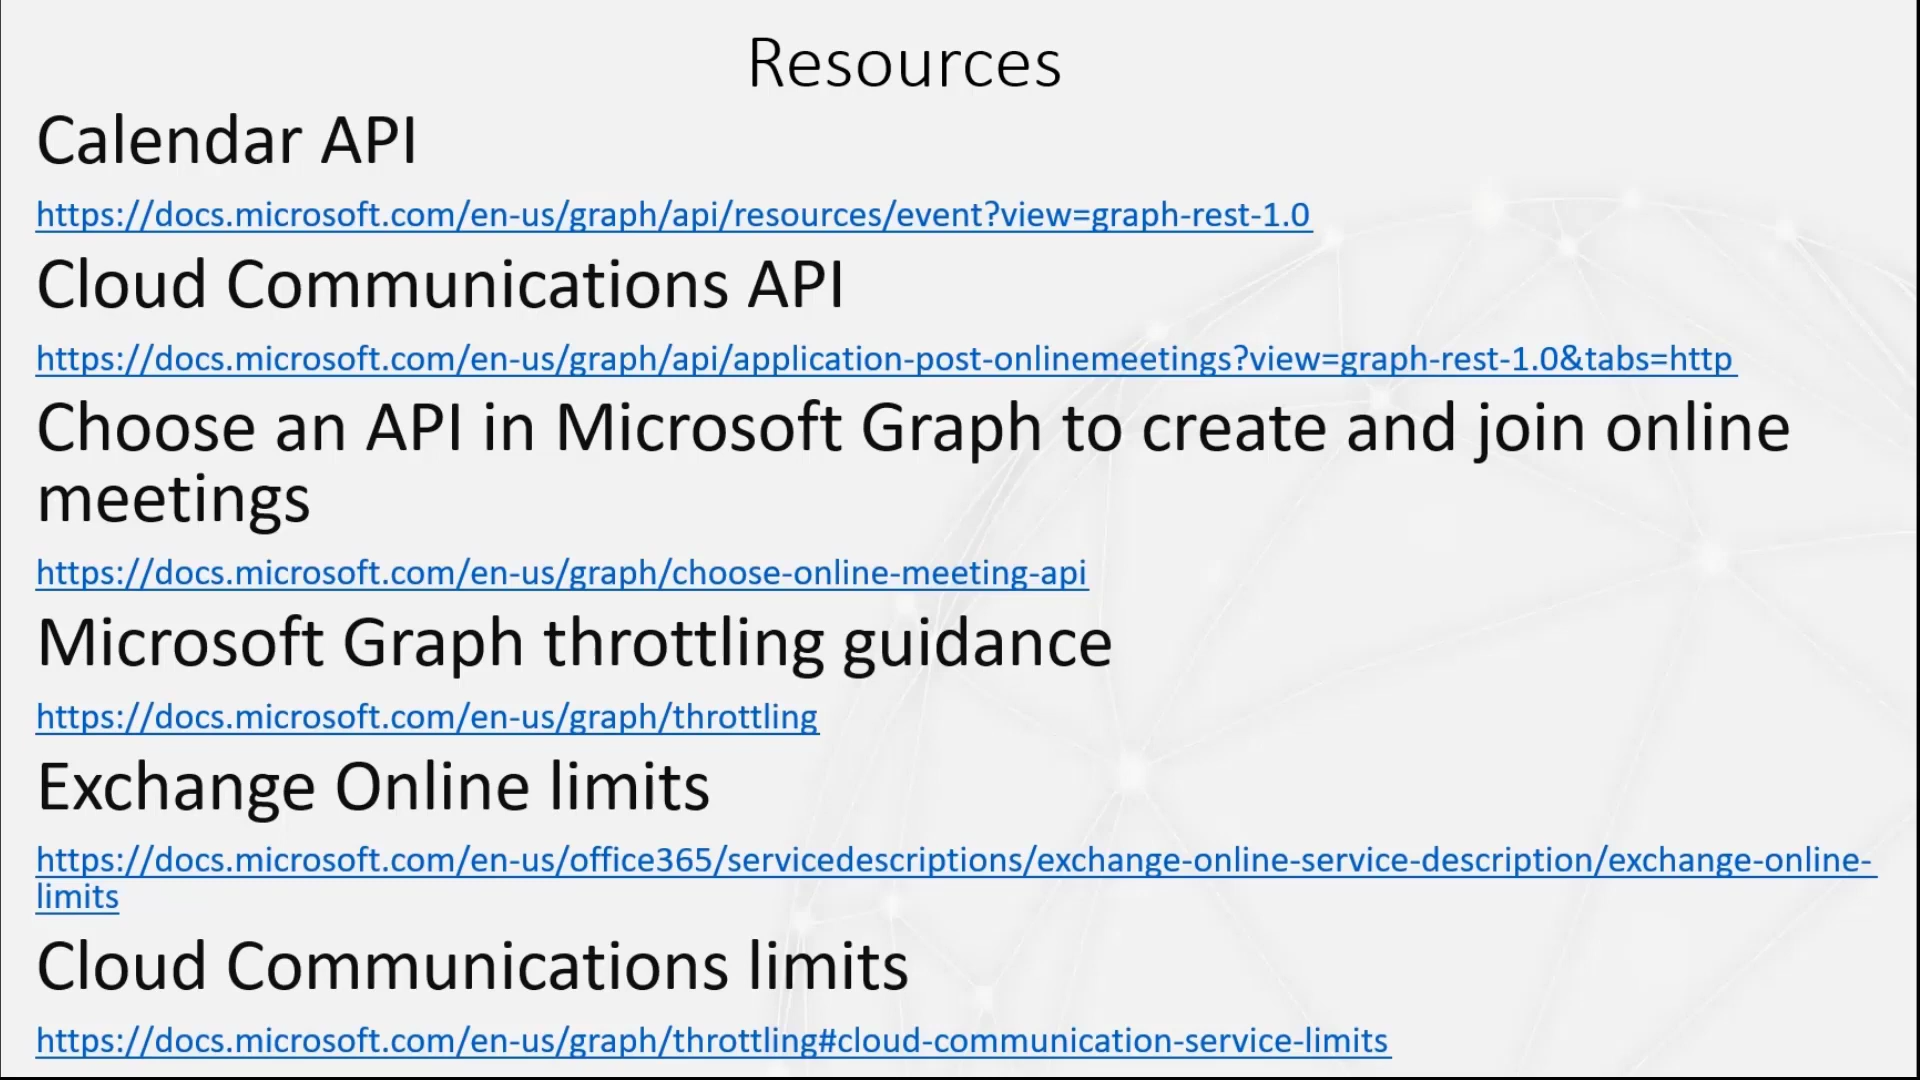 Resources
Calendar API
https://docs.microsoft.com/en-us/graph/api/resources/event?view=graph-rest-1.0
Cloud Communications API
https://docs.microsoft.com/en-us/graph/api/application-post-onlinemeetings?view=graph-rest-1.0&tabs=http
Choose an API in Microsoft Graph to create and join online
meetings
https://docs.microsoft.com/en-us/graph/choose-online-meeting-api
Microsoft Graph throttling guidance
https://docs.microsoft.com/en-us/graph/throttling
Exchange Online limits
https://docs.microsoft.com/en-us/office365/servicedescriptions/exchange-online-service-description/exchange-online-
limits
Cloud Communications limits
https://docs.microsoft.com/en-us/graph/throttling#cloud-communication-service-limits